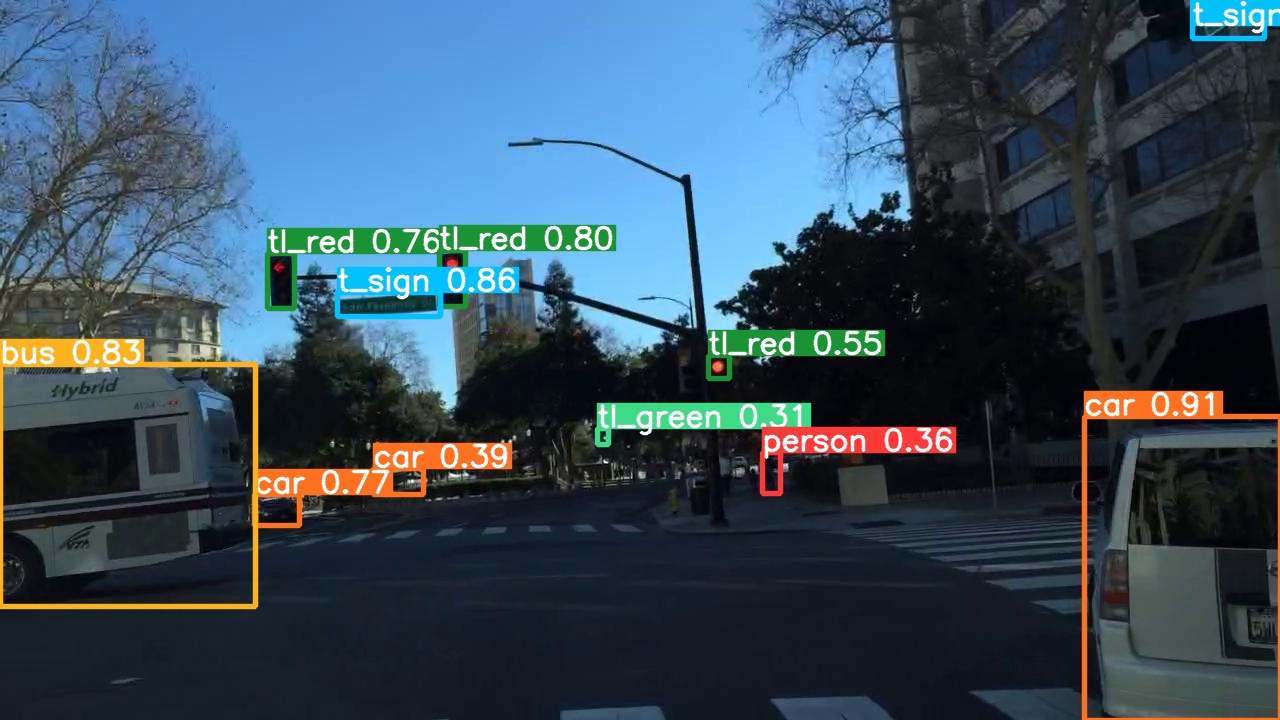 t_sign
tl_red 0.76
tl_red 0.80
t_sign 0.86
tl_red 0.55
bus 0.83
Hybrid
car 0.91
tl_green 0.31
person 0.36
car 0.39
car 0.77
VTA